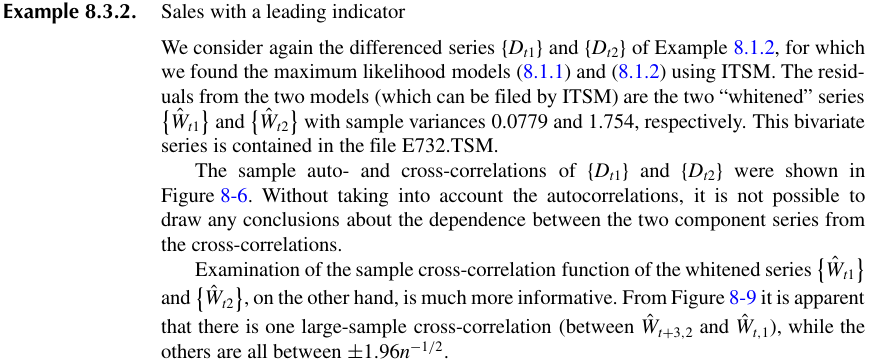 Example 8.3.2. Sales with a leading indicator
We consider again the differenced series {D_{t1}} and {D_{t2}} of Example 8.1.2, for which
we found the maximum likelihood models (8.1.1) and (8.1.2) using ITSM. The resid-
uals from the two models (which can be filed by ITSM) are the two “whitened” series
{Ŵ_{t1}} and {Ŵ_{t2}} with sample variances 0.0779 and 1.754, respectively. This bivariate
series is contained in the file E732.TSM.
The sample auto- and cross-correlations of {D_{t1}} and {D_{t2}} were shown in
Figure 8-6. Without taking into account the autocorrelations, it is not possible to
draw any conclusions about the dependence between the two component series from
the cross-correlations.
Examination of the sample cross-correlation function of the whitened series {Ŵ_{t1}}
and {Ŵ_{t2}}, on the other hand, is much more informative. From Figure 8-9 it is apparent
that there is one large-sample cross-correlation (between Ŵ_{t+3,2} and Ŵ_{t,1}), while the
others are all between ±1.96n^{−1/2}.